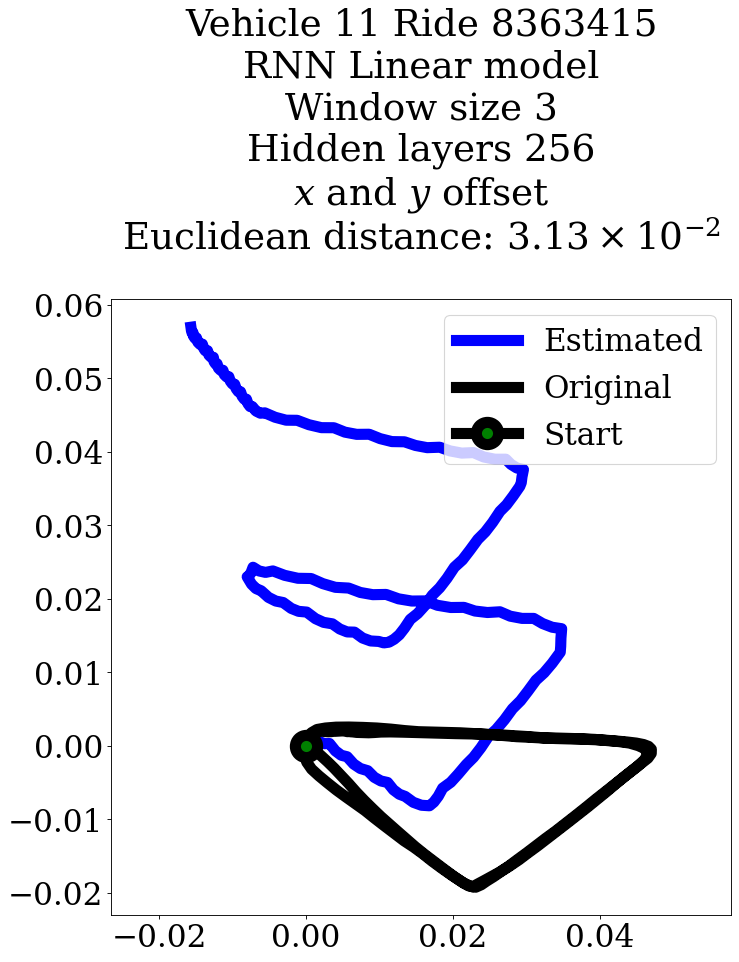 Vehicle 11 Ride 8363415
RNN Linear model
Window size 3
Hidden layers 256
x and y offset
Euclidean distance: 3.13 × 10⁻²
Estimated
Original
Start
0.06
0.05
0.04
0.03
0.02
0.01
0.00
−0.01
−0.02
−0.02 0.00 0.02 0.04